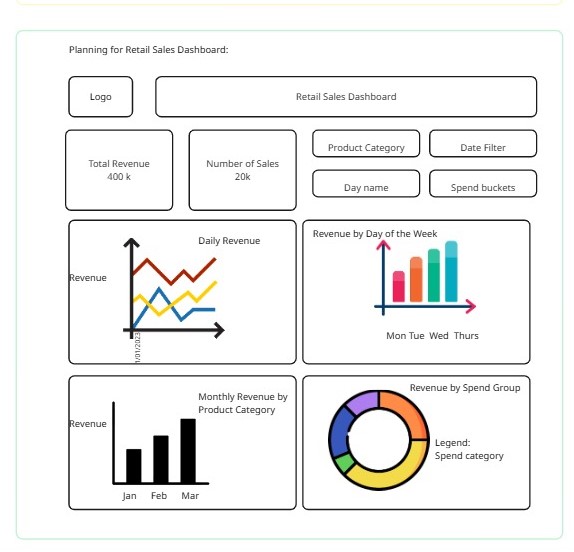 Planning for Retail Sales Dashboard:
Logo
Retail Sales Dashboard
Total Revenue
400 k
Number of Sales
20k
Product Category
Date Filter
Day name
Spend buckets
Daily Revenue
Revenue
1/01/2023
Revenue by Day of the Week
Mon Tue Wed Thurs
Monthly Revenue by
Product Category
Revenue
Jan Feb Mar
Revenue by Spend Group
Legend:
Spend category